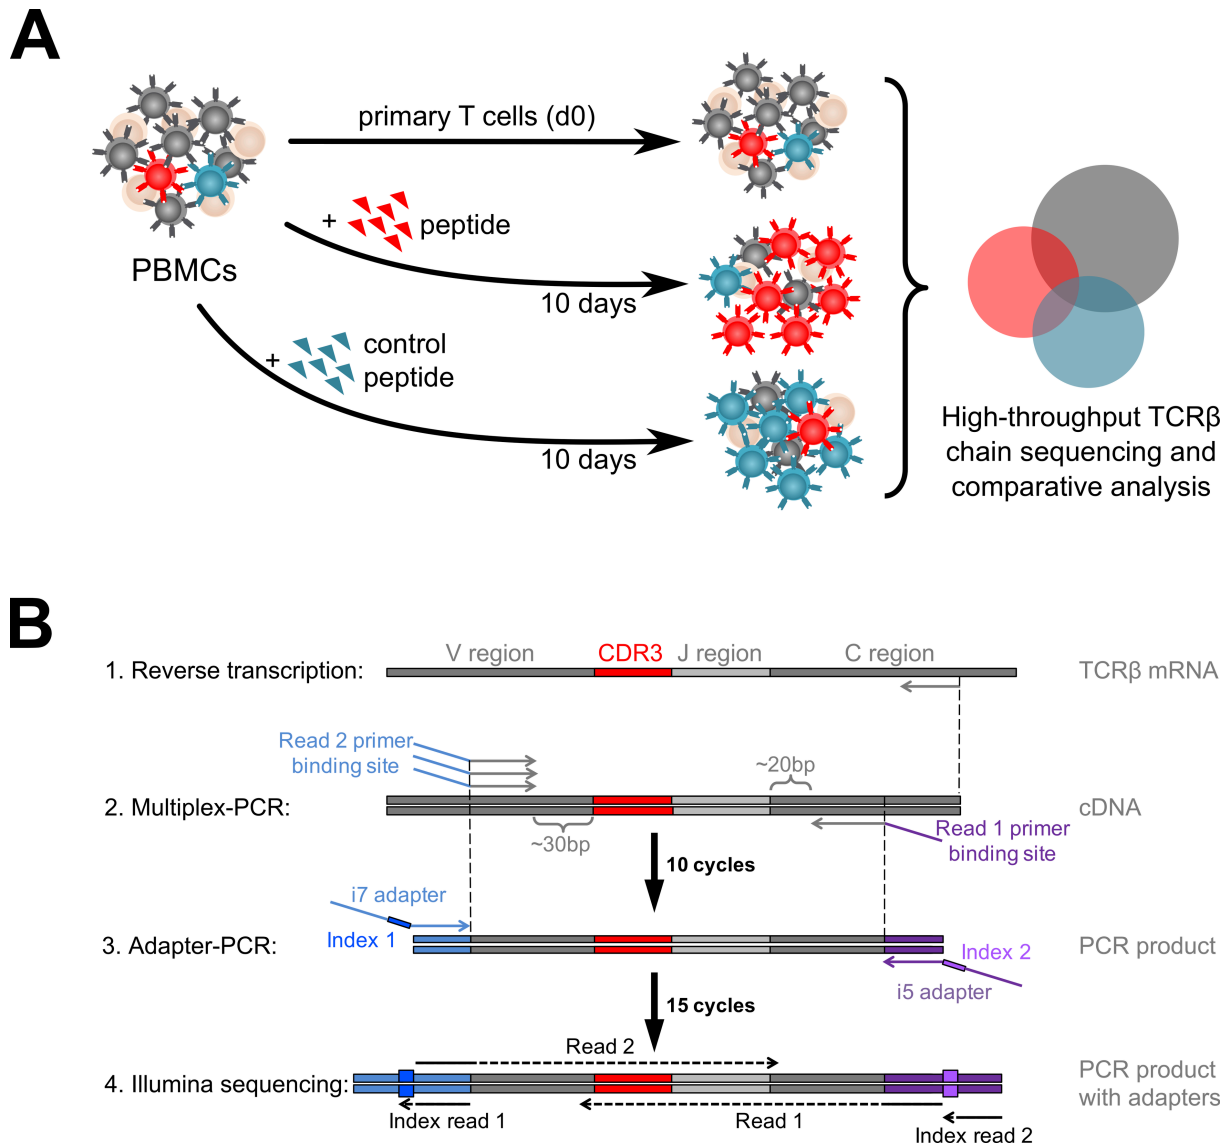 A
primary T cells (d0)
PBMCs
+
peptide
10 days
+
control
peptide
10 days
High-throughput TCRβ
chain sequencing and
comparative analysis
B
V region
CDR3
J region
C region
1. Reverse transcription:
TCRβ mRNA
Read 2 primer
binding site
~20bp
2. Multiplex-PCR:
cDNA
~30bp
Read 1 primer
binding site
10 cycles
i7 adapter
Index 1
3. Adapter-PCR:
PCR product
Index 2
i5 adapter
15 cycles
Read 2
4. Illumina sequencing:
PCR product
with adapters
Index read 1
Read 1
Index read 2